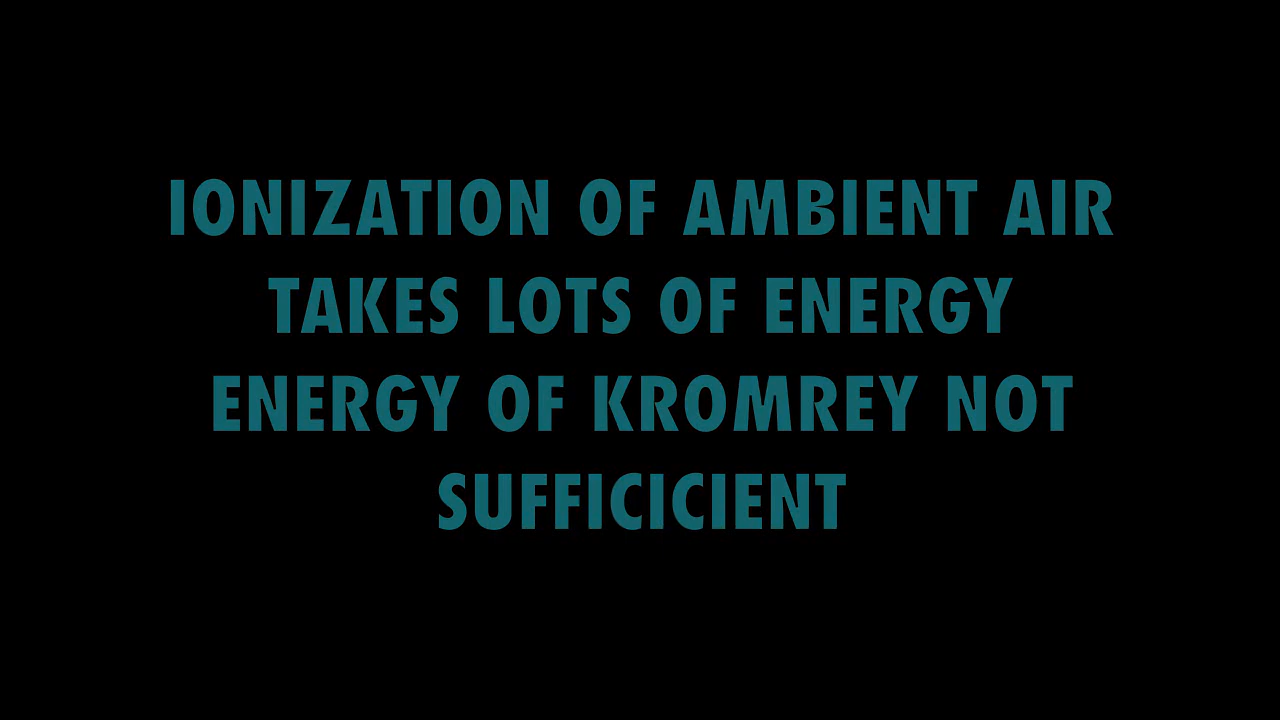 IONIZATION OF AMBIENT AIR
TAKES LOTS OF ENERGY
ENERGY OF KROMREY NOT
SUFFICICIENT